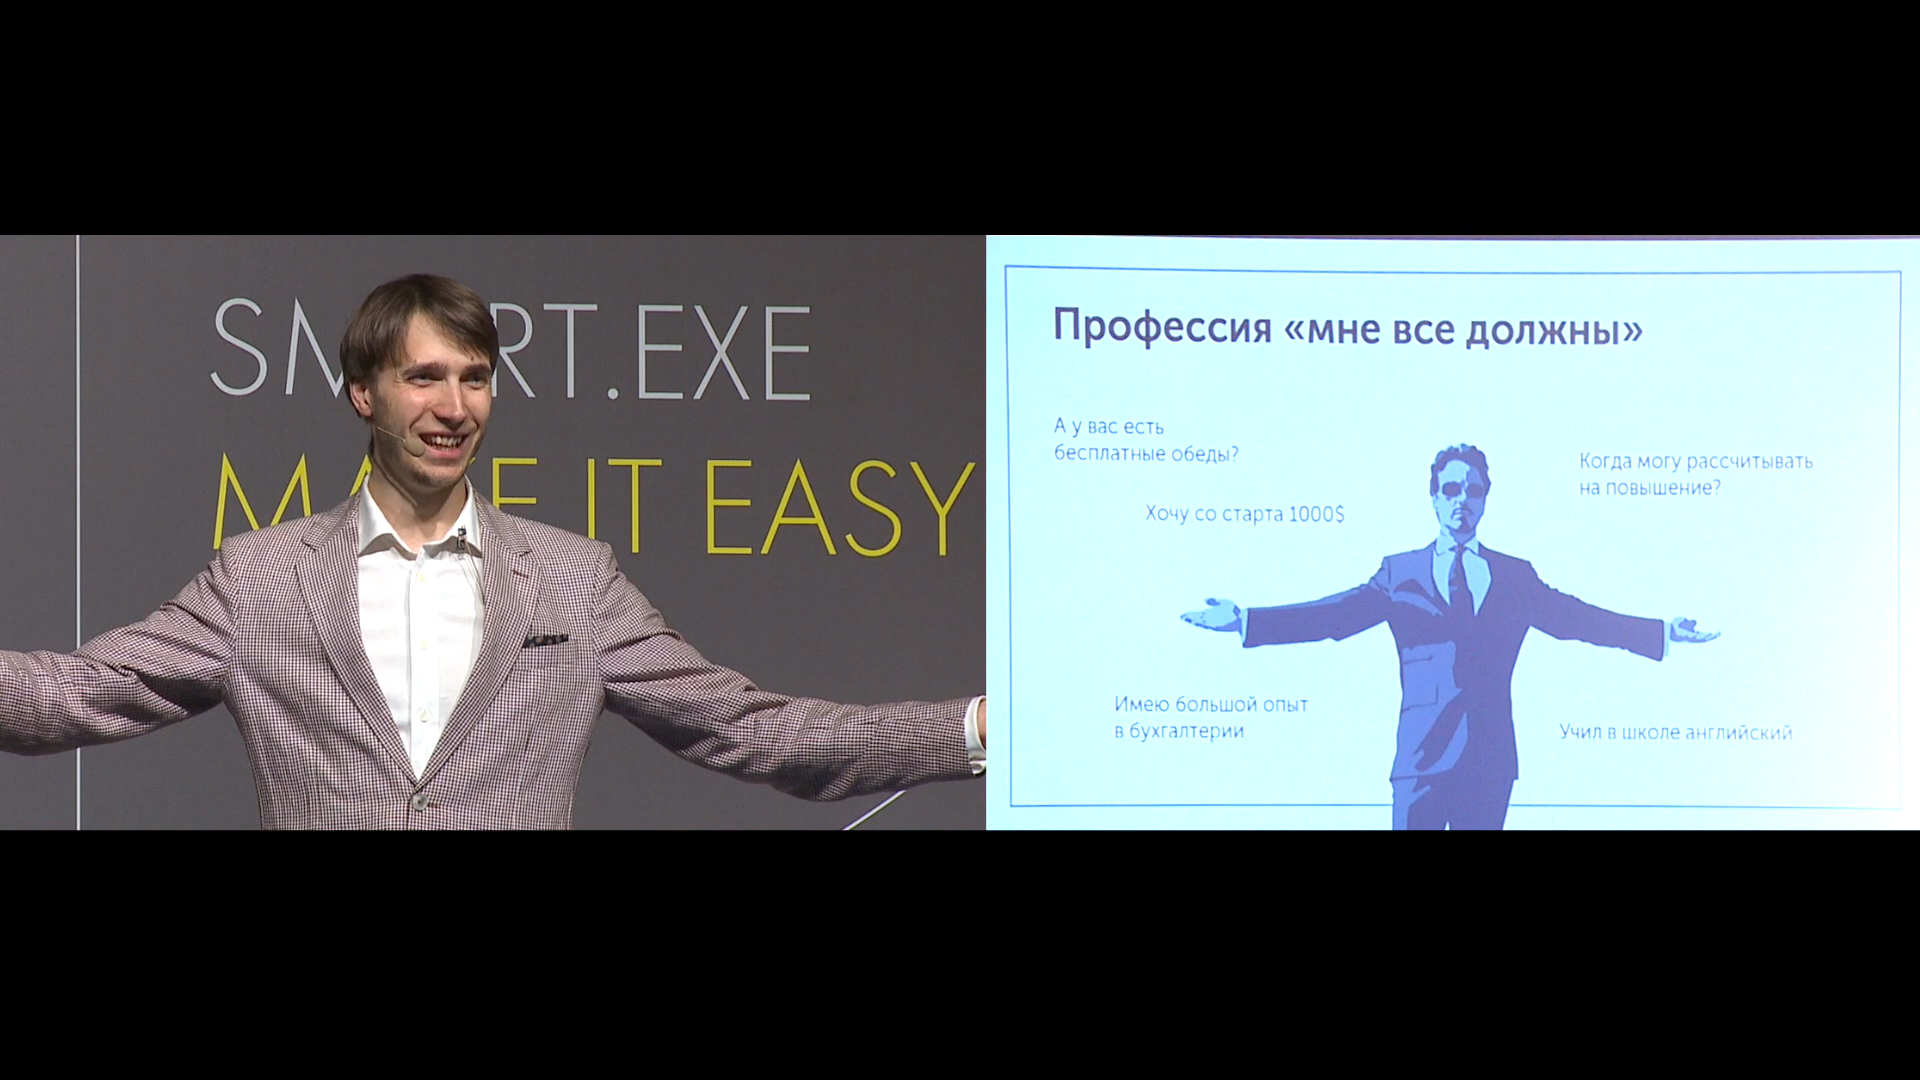 SMART.EXE
MAKE IT EASY
Профессия «мне все должны»
А у вас есть
бесплатные обеды?
Когда могу рассчитывать
на повышение?
Хочу со старта 1000$
Имею большой опыт
в бухгалтерии
Учил в школе английский